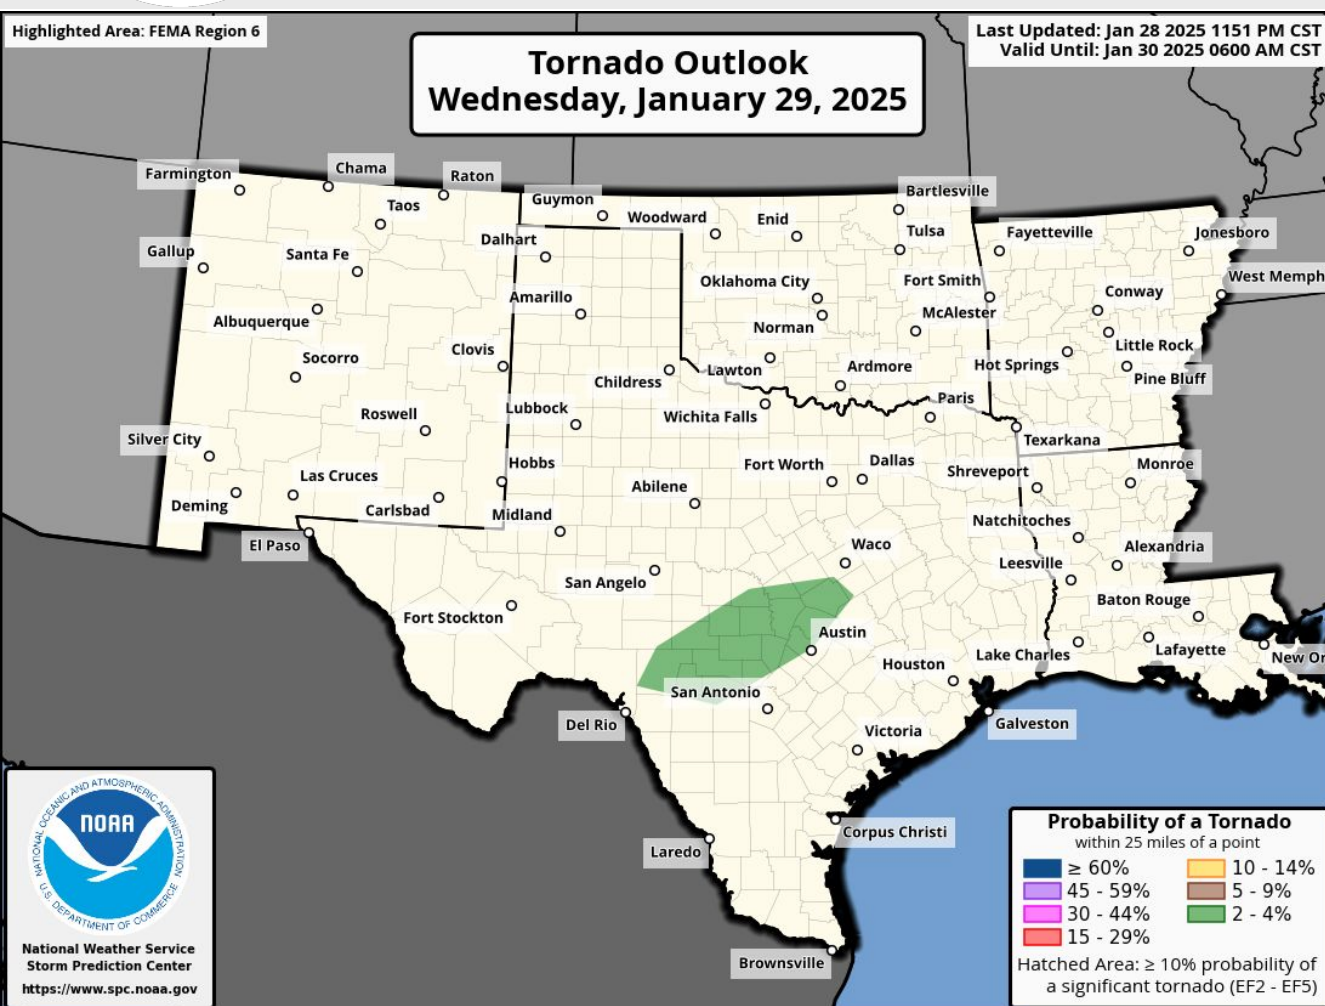 Highlighted Area: FEMA Region 6
Last Updated: Jan 28 2025 1151 PM CST
Valid Until: Jan 30 2025 0600 AM CST
Tornado Outlook
Wednesday, January 29, 2025
Farmington
Chama
Raton
Taos
Guymon
Woodward
Enid
Bartlesville
Tulsa
Fayetteville
Jonesboro
Gallup
Santa Fe
Dalhart
Oklahoma City
Fort Smith
Conway
West Memph
Albuquerque
Amarillo
Norman
McAlester
Little Rock
Socorro
Clovis
Childress
Lawton
Ardmore
Hot Springs
Pine Bluff
Roswell
Lubbock
Wichita Falls
Paris
Texarkana
Silver City
Las Cruces
Hobbs
Abilene
Fort Worth
Dallas
Shreveport
Monroe
Deming
Carlsbad
Midland
Natchitoches
El Paso
San Angelo
Waco
Leesville
Alexandria
Fort Stockton
Austin
Baton Rouge
Houston
Lake Charles
Lafayette
New Or
San Antonio
Del Rio
Victoria
Galveston
Corpus Christi
Laredo
Brownsville
NATIONAL OCEANIC AND ATMOSPHERIC ADMINISTRATION
NOAA
U.S. DEPARTMENT OF COMMERCE
National Weather Service
Storm Prediction Center
https://www.spc.noaa.gov
Probability of a Tornado
within 25 miles of a point
≥ 60%
45 - 59%
30 - 44%
15 - 29%
10 - 14%
5 - 9%
2 - 4%
Hatched Area: ≥ 10% probability of
a significant tornado (EF2 - EF5)